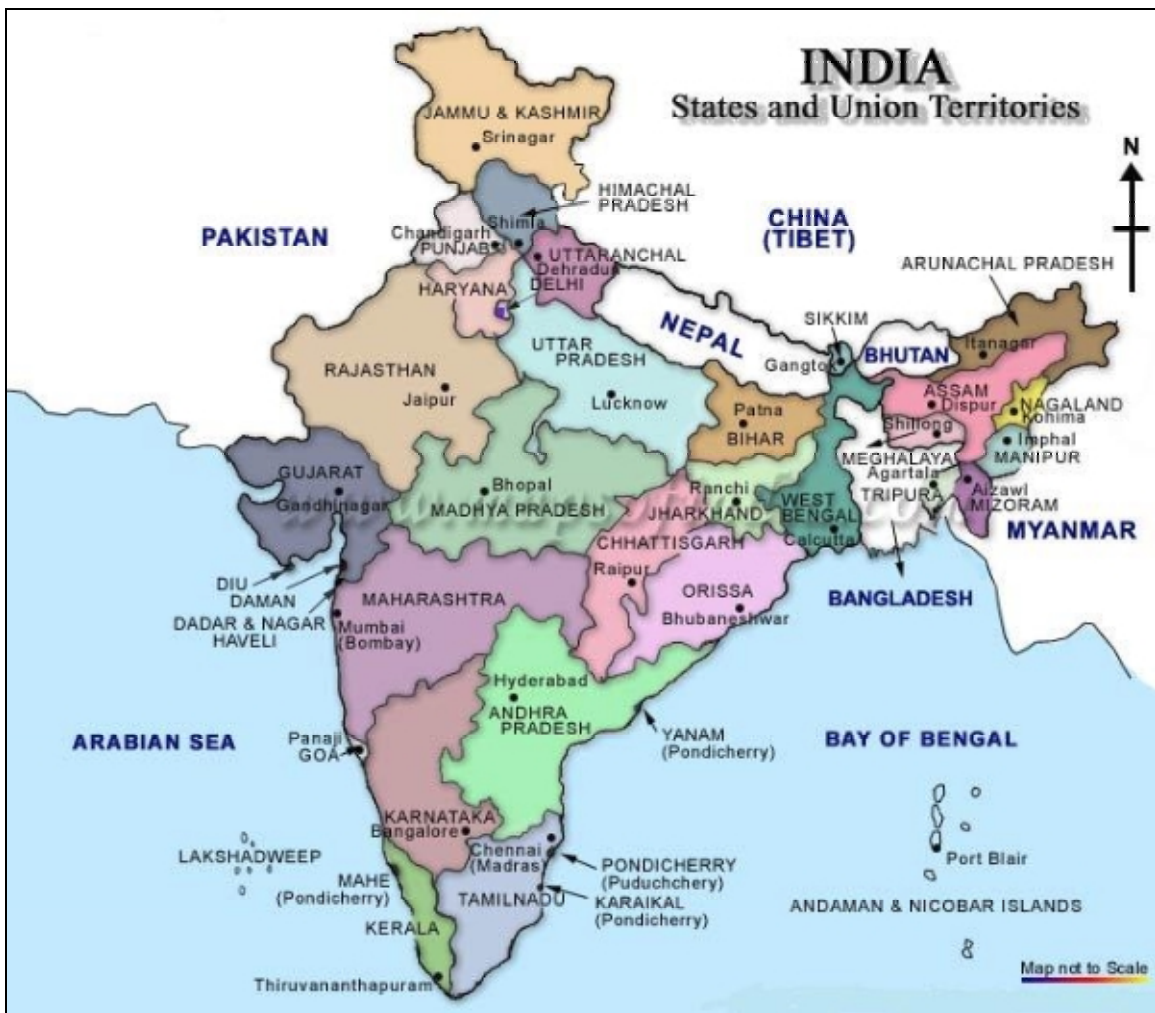 INDIA
States and Union Territories
N
JAMMU & KASHMIR
Srinagar
HIMACHAL
PRADESH
CHINA
(TIBET)
PAKISTAN
Shimla
Chandigarh
PUNJAB
UTTARANCHAL
Dehradun
DELHI
HARYANA
ARUNACHAL PRADESH
NEPAL
SIKKIM
Gangtok
BHUTAN
Itanagar
UTTAR
PRADESH
Lucknow
RAJASTHAN
Jaipur
ASSAM
Dispur
NAGALAND
Kohima
Patna
BIHAR
Shillong
MEGHALAYA
Imphal
MANIPUR
Agartala
TRIPURA
Aizawl
MIZORAM
MYANMAR
GUJARAT
Gandhinagar
Bhopal
MADHYA PRADESH
Ranchi
JHARKHAND
WEST
BENGAL
Calcutta
CHHATTISGARH
Raipur
ORISSA
Bhubaneshwar
BANGLADESH
DIU
DAMAN
DADAR & NAGAR
HAVELI
MAHARASHTRA
Mumbai
(Bombay)
Hyderabad
ANDHRA
PRADESH
YANAM
(Pondicherry)
ARABIAN SEA
BAY OF BENGAL
Panaji
GOA
KARNATAKA
Bangalore
LAKSHADWEEP
Chennai
(Madras)
PONDICHERRY
(Puduchchery)
Port Blair
MAHE
(Pondicherry)
TAMILNADU
KARAIKAL
(Pondicherry)
ANDAMAN & NICOBAR ISLANDS
KERALA
Thiruvananthapuram
Map not to Scale